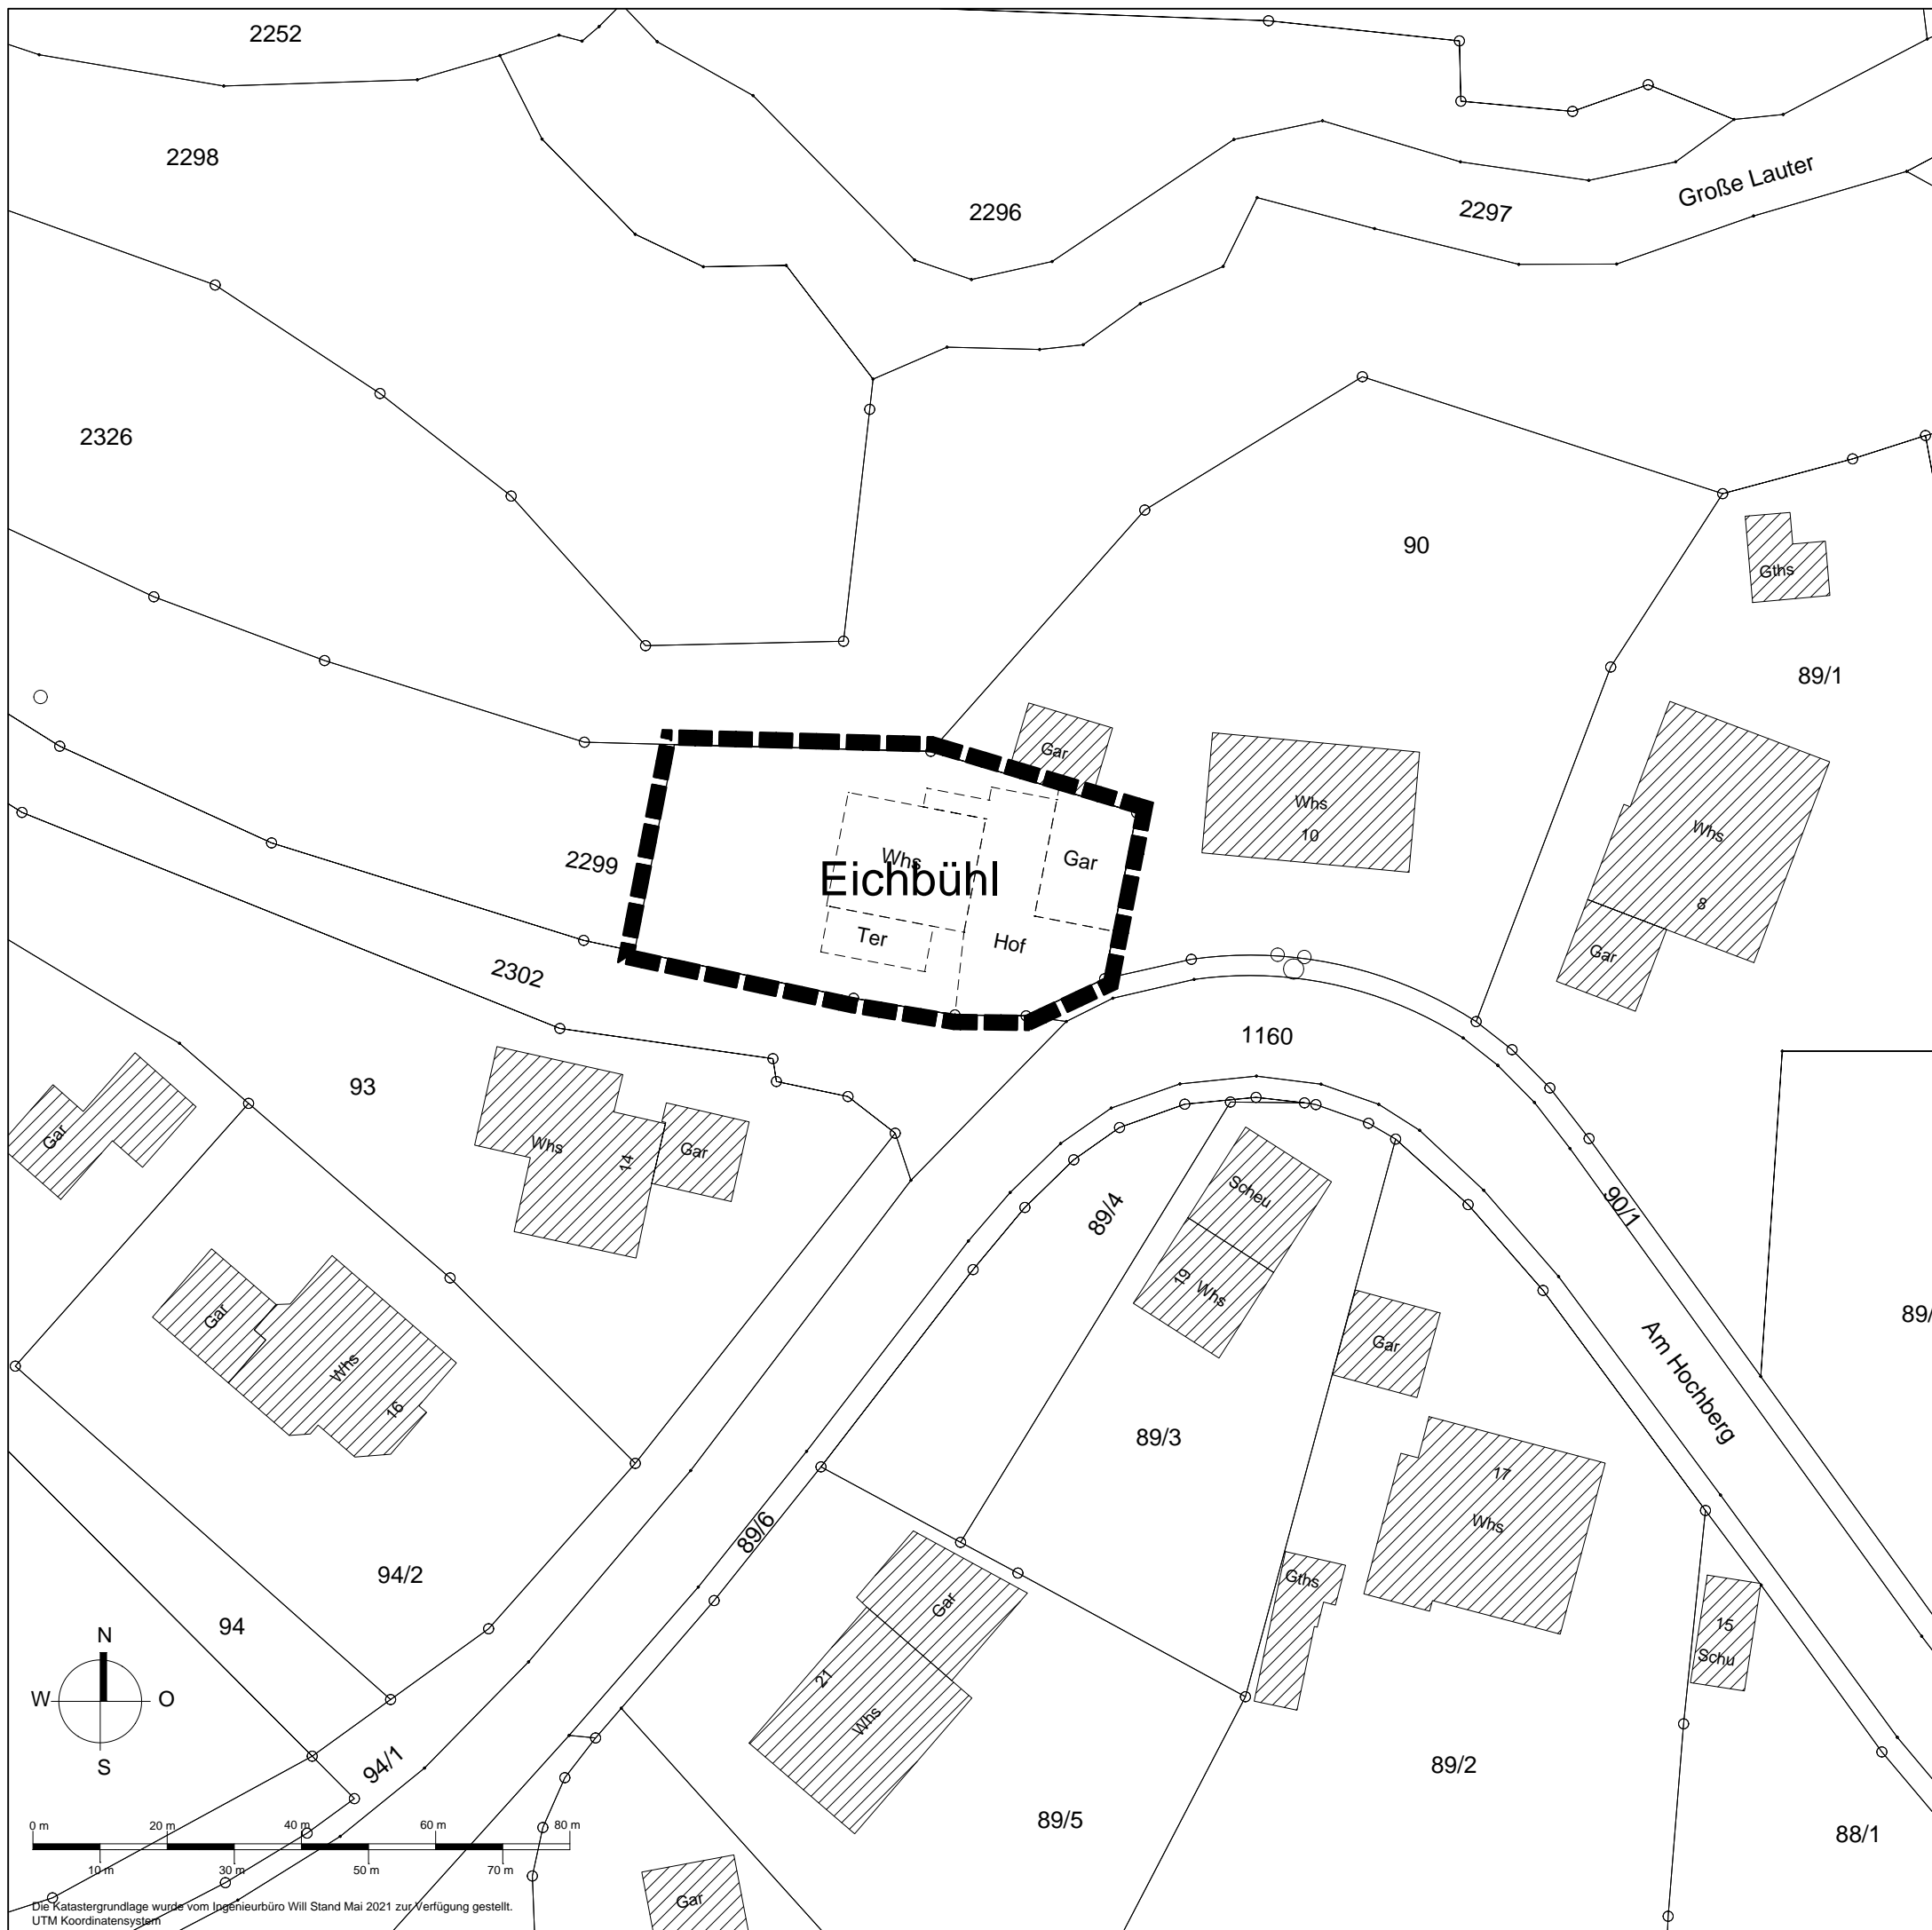 2252
2298
2296
2297
Große Lauter
2326
90
Gths
89/1
Gar
Whs
10
Whs
8
Gar
2299
Whs
Eichbühl
Gar
Ter
Hof
2302
1160
93
Gar
Whs
14
Gar
Scheu
19
Whs
89/4
90/1
Gar
Whs
16
Gar
89/
Am Hochberg
89/3
17
Whs
89/6
94/2
94
Gar
Gths
15
Schu
21
Whs
N
W
O
S
94/1
89/2
89/5
88/1
0 m
20 m
40 m
60 m
80 m
10 m
30 m
50 m
70 m
Gar
Die Katastergrundlage wurde vom Ingenieurbüro Will Stand Mai 2021 zur Verfügung gestellt.
UTM Koordinatensystem